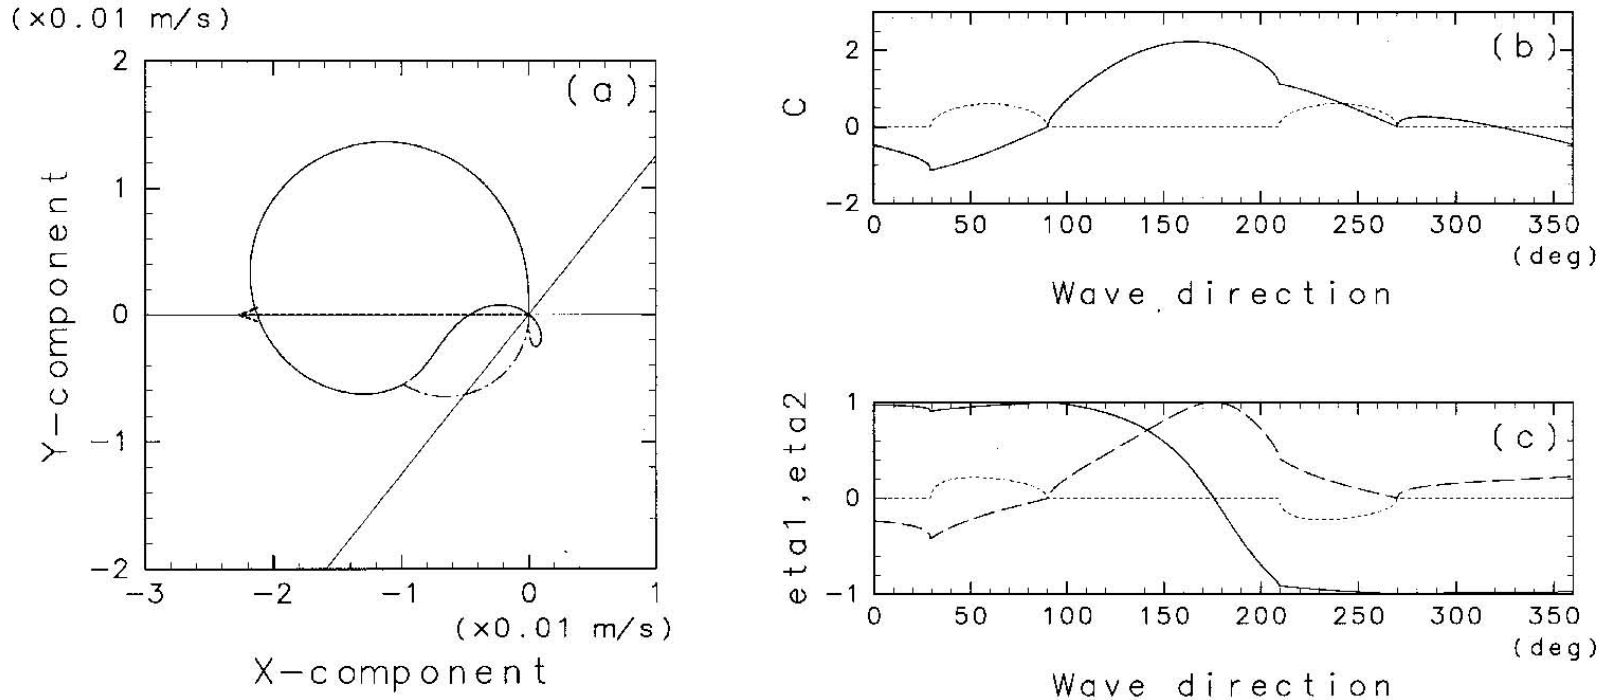 (×0.01 m/s)
2
1
0
−1
−2
Y−component
(a)
−3
−2
−1
0
1
(×0.01 m/s)
X−component
2
0
−2
C
(b)
0
50
100
150
200
250
300
350
(deg)
Wave direction
1
0
−1
eta1,eta2
(c)
0
50
100
150
200
250
300
350
(deg)
Wave direction